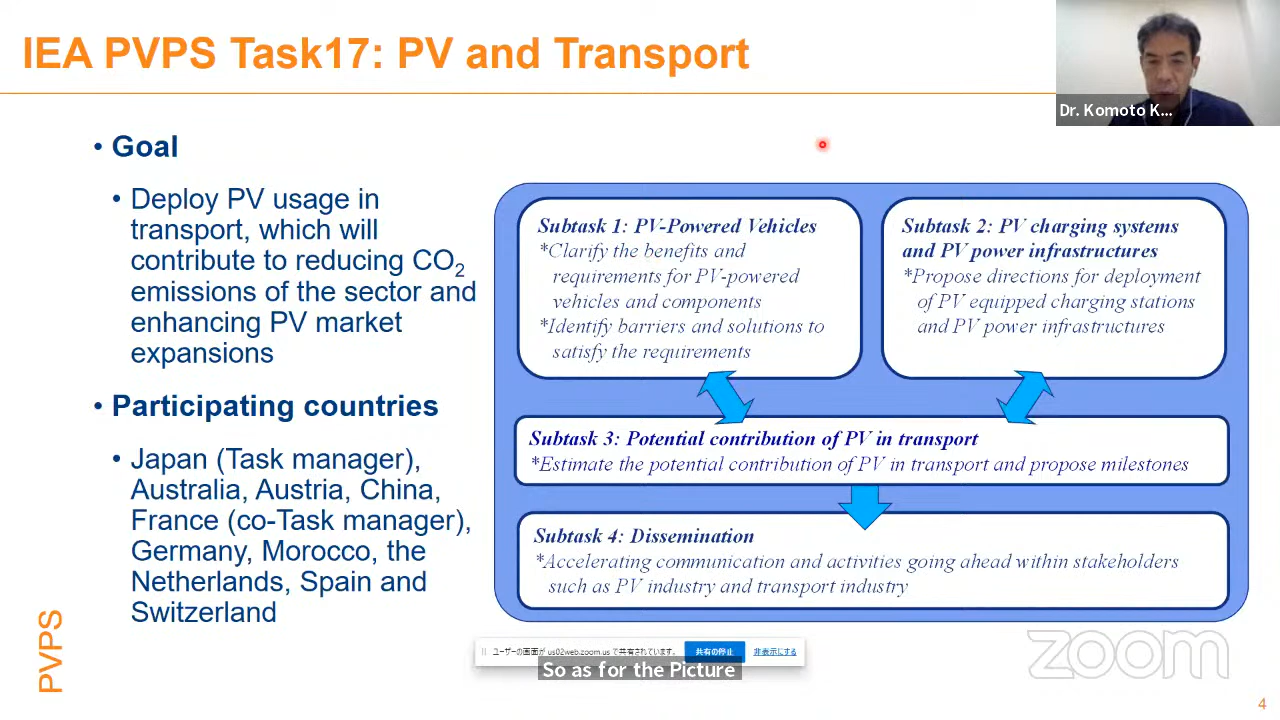 IEA PVPS Task17: PV and Transport
Dr. Komoto K...
• Goal
• Deploy PV usage in
transport, which will
contribute to reducing CO₂
emissions of the sector and
enhancing PV market
expansions
• Participating countries
• Japan (Task manager),
Australia, Austria, China,
France (co-Task manager),
Germany, Morocco, the
Netherlands, Spain and
Switzerland
Subtask 1: PV-Powered Vehicles
*Clarify the benefits and
requirements for PV-powered
vehicles and components
*Identify barriers and solutions to
satisfy the requirements
Subtask 2: PV charging systems
and PV power infrastructures
*Propose directions for deployment
of PV equipped charging stations
and PV power infrastructures
Subtask 3: Potential contribution of PV in transport
*Estimate the potential contribution of PV in transport and propose milestones
Subtask 4: Dissemination
*Accelerating communication and activities going ahead within stakeholders
such as PV industry and transport industry
PVPS
ユーザーの画面が us02web.zoom.us で共有されています。 共有の停止 非表示にする
So as for the Picture
zoom
4